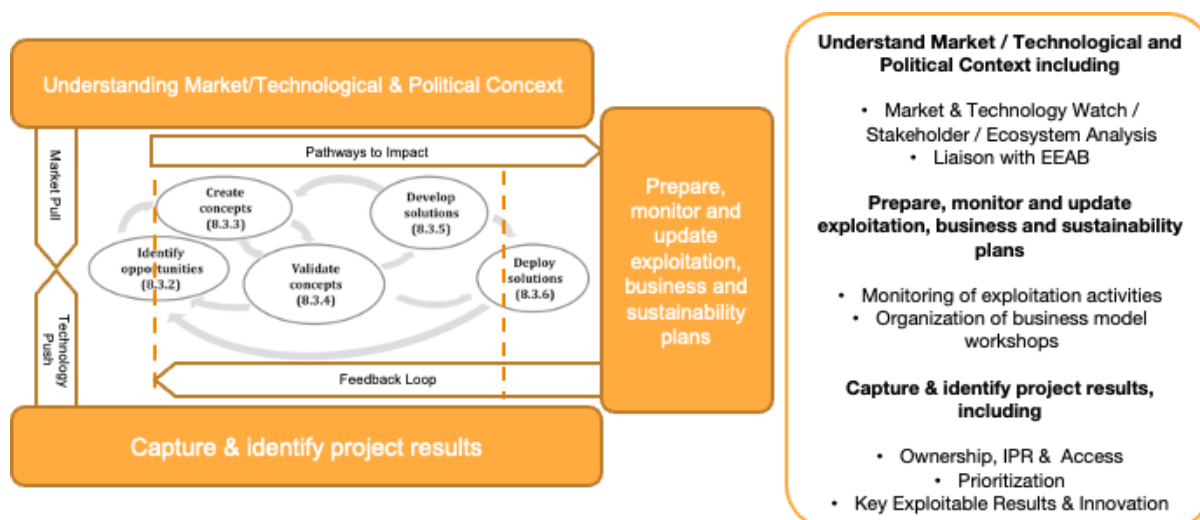 Understanding Market/Technological & Political Concext
Market Pull
Technology
Push
Pathways to Impact
Create
concepts
(8.3.3)
Develop
solutions
(8.3.5)
Identify
opportunities
(8.3.2)
Validate
concepts
(8.3.4)
Deploy
solutions
(8.3.6)
Feedback Loop
Capture & identify project results
Prepare,
monitor and
update
exploitation,
business and
sustainability
plans
Understand Market / Technological and
Political Context including
• Market & Technology Watch /
Stakeholder / Ecosystem Analysis
• Liaison with EEAB
Prepare, monitor and update
exploitation, business and sustainability
plans
• Monitoring of exploitation activities
• Organization of business model
workshops
Capture & identify project results,
including
• Ownership, IPR & Access
• Prioritization
• Key Exploitable Results & Innovation